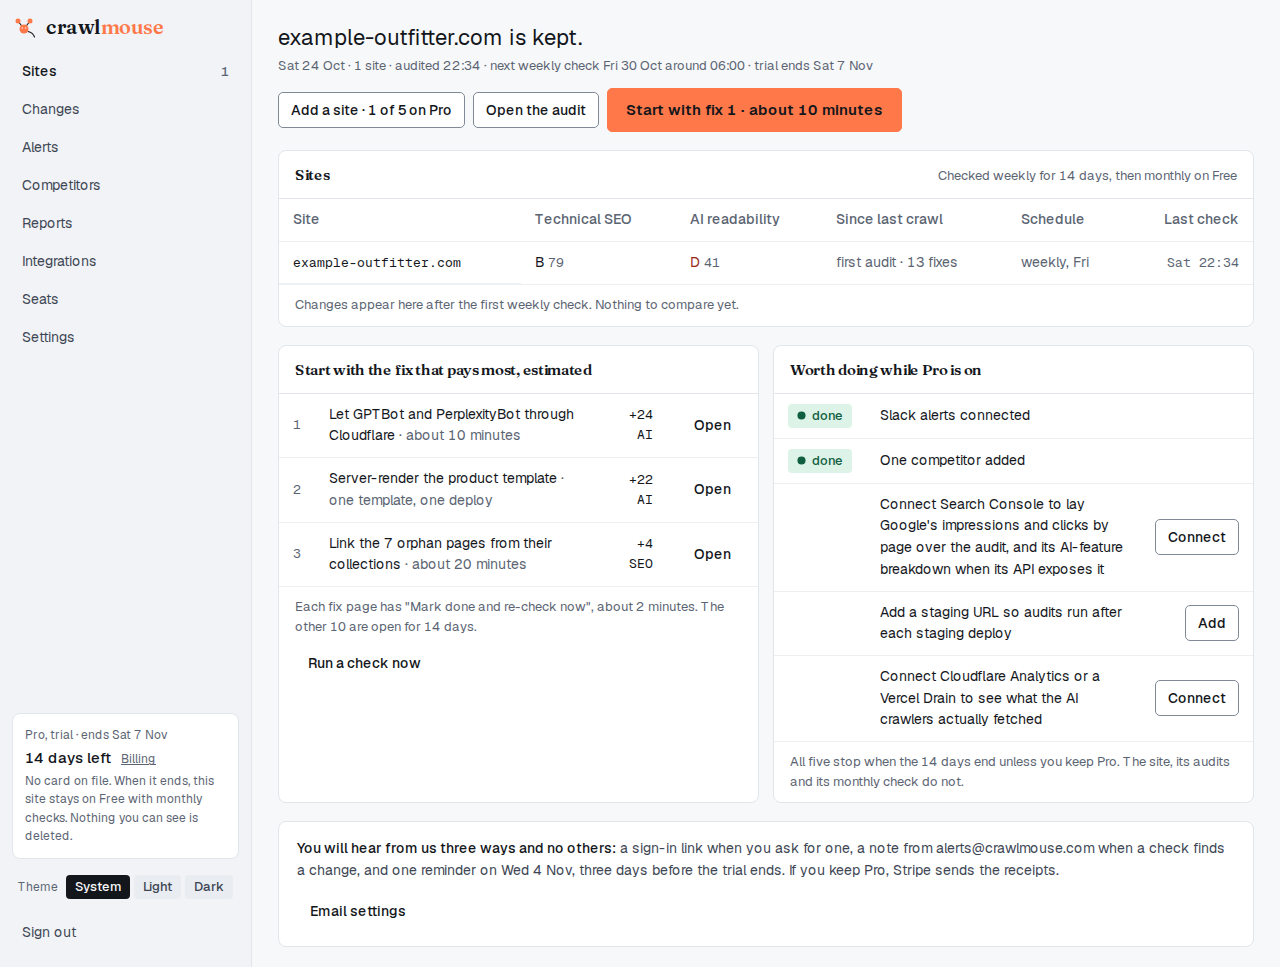 crawlmouse
Sites 1
Changes
Alerts
Competitors
Reports
Integrations
Seats
Settings
Pro, trial · ends Sat 7 Nov
14 days left Billing
No card on file. When it ends, this
site stays on Free with monthly
checks. Nothing you can see is
deleted.
Theme System Light Dark
Sign out
example-outfitter.com is kept.
Sat 24 Oct · 1 site · audited 22:34 · next weekly check Fri 30 Oct around 06:00 · trial ends Sat 7 Nov
Add a site · 1 of 5 on Pro Open the audit Start with fix 1 · about 10 minutes
Sites Checked weekly for 14 days, then monthly on Free
Site Technical SEO AI readability Since last crawl Schedule Last check
example-outfitter.com B 79 D 41 first audit · 13 fixes weekly, Fri Sat 22:34
Changes appear here after the first weekly check. Nothing to compare yet.
Start with the fix that pays most, estimated
1 Let GPTBot and PerplexityBot through +24 Open
Cloudflare · about 10 minutes AI
2 Server-render the product template · +22 Open
one template, one deploy AI
3 Link the 7 orphan pages from their +4 Open
collections · about 20 minutes SEO
Each fix page has "Mark done and re-check now", about 2 minutes. The
other 10 are open for 14 days.
Run a check now
Worth doing while Pro is on
done Slack alerts connected
done One competitor added
Connect Search Console to lay
Google's impressions and clicks by
page over the audit, and its AI-feature
breakdown when its API exposes it
Connect
Add a staging URL so audits run after
each staging deploy
Add
Connect Cloudflare Analytics or a
Vercel Drain to see what the AI
crawlers actually fetched
Connect
All five stop when the 14 days end unless you keep Pro. The site, its audits
and its monthly check do not.
You will hear from us three ways and no others: a sign-in link when you ask for one, a note from alerts@crawlmouse.com when a check finds
a change, and one reminder on Wed 4 Nov, three days before the trial ends. If you keep Pro, Stripe sends the receipts.
Email settings